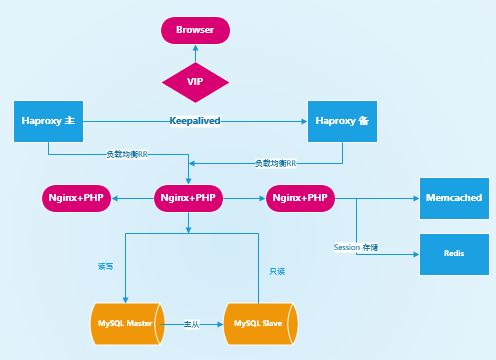 Browser
VIP
Haproxy 主
Keepalived
Haproxy 备
负载均衡RR
负载均衡RR
Nginx+PHP
Nginx+PHP
Nginx+PHP
Memcached
Session 存储
Redis
读写
只读
MySQL Master
主从
MySQL Slave